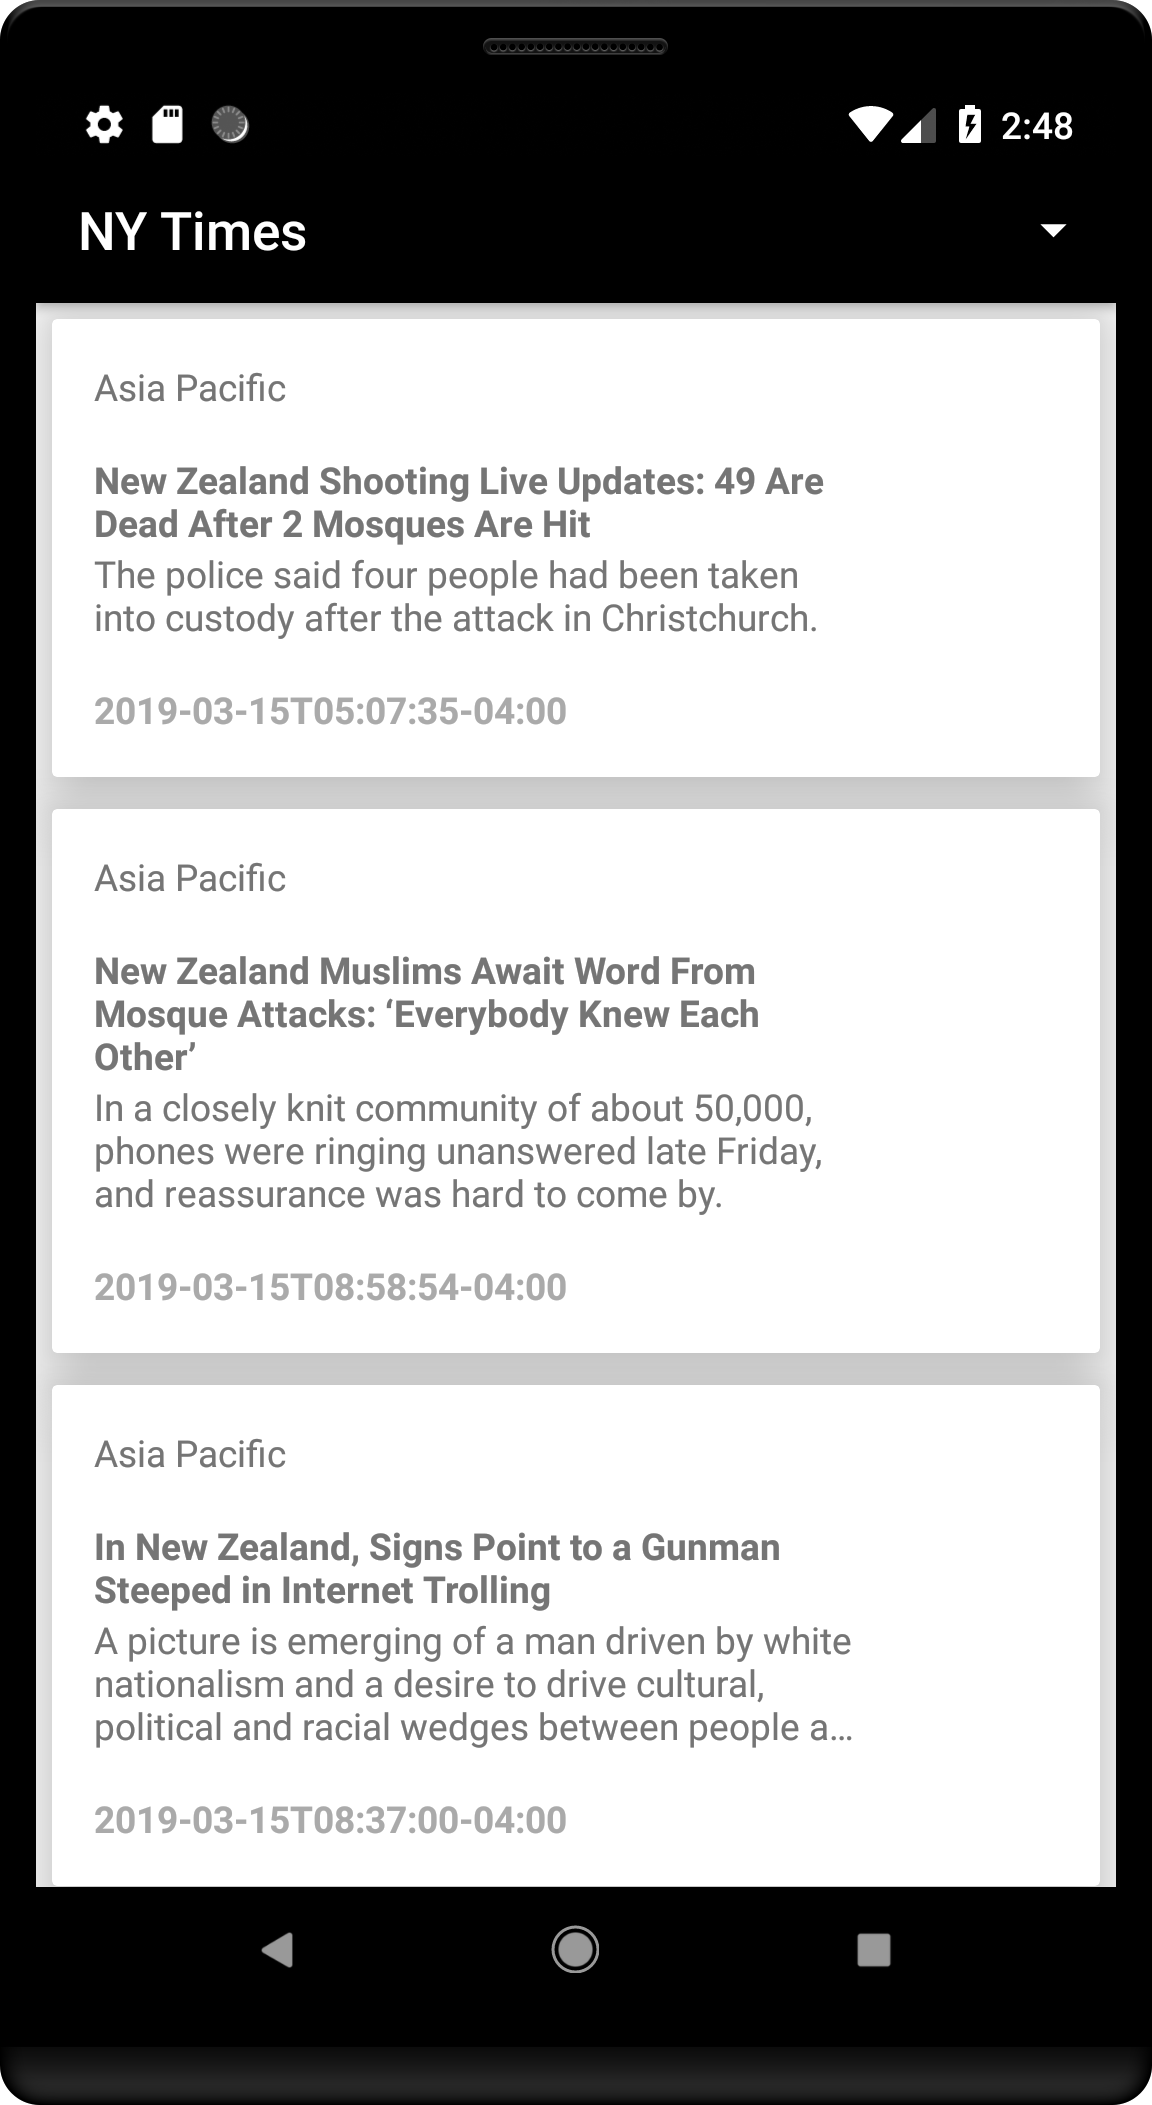 2:48
NY Times
Asia Pacific
New Zealand Shooting Live Updates: 49 Are
Dead After 2 Mosques Are Hit
The police said four people had been taken
into custody after the attack in Christchurch.
2019-03-15T05:07:35-04:00
Asia Pacific
New Zealand Muslims Await Word From
Mosque Attacks: ‘Everybody Knew Each
Other’
In a closely knit community of about 50,000,
phones were ringing unanswered late Friday,
and reassurance was hard to come by.
2019-03-15T08:58:54-04:00
Asia Pacific
In New Zealand, Signs Point to a Gunman
Steeped in Internet Trolling
A picture is emerging of a man driven by white
nationalism and a desire to drive cultural,
political and racial wedges between people a…
2019-03-15T08:37:00-04:00